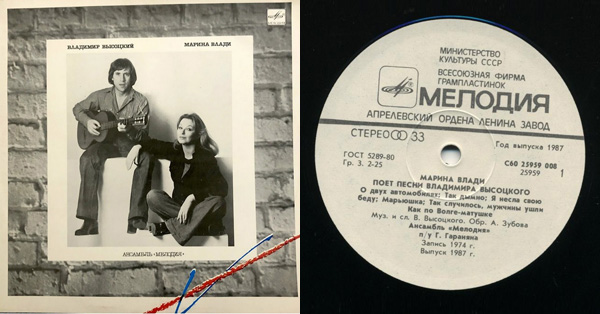 ВЛАДИМИР ВЫСОЦКИЙ
МАРИНА ВЛАДИ
Мелодия
АНСАМБЛЬ «МЕЛОДИЯ»
МИНИСТЕРСТВО
КУЛЬТУРЫ СССР
ВСЕСОЮЗНАЯ ФИРМА
ГРАМПЛАСТИНОК
МЕЛОДИЯ
АПРЕЛЕВСКИЙ ОРДЕНА ЛЕНИНА ЗАВОД
СТЕРЕО 33
Год выпуска 1987
ГОСТ 5289-80
Гр. 3. 2-25
С60 25959 008
25959
1
МАРИНА ВЛАДИ
ПОЕТ ПЕСНИ ВЛАДИМИРА ВЫСОЦКОГО
О двух автомобилях; Так дымно; Я несла свою
беду; Марьюшка; Так случилось, мужчины ушли
Как по Волге-матушке
Муз. и сл. В. Высоцкого. Обр. А. Зубова
Ансамбль «Мелодия»
п/у Г. Гараняна
Запись 1974 г.
Выпуск 1987 г.